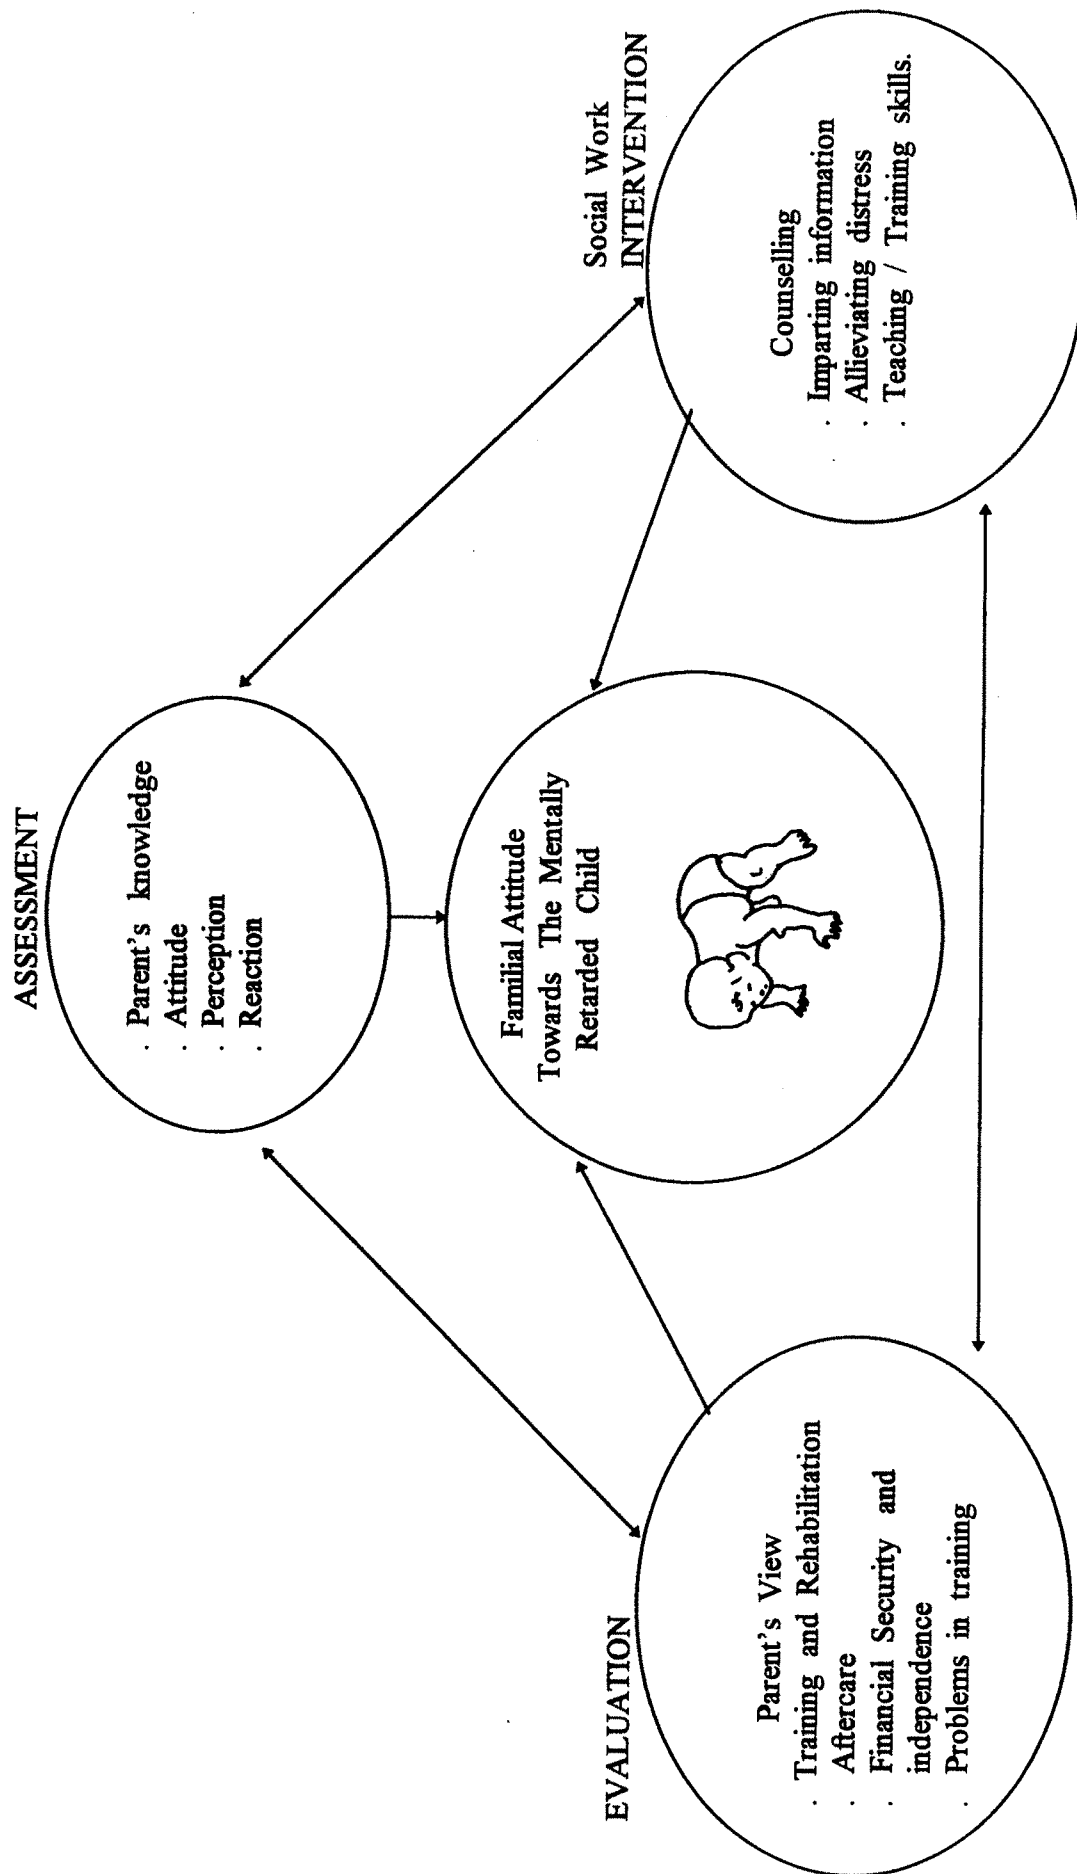 ASSESSMENT
. Parent's knowledge
. Attitude
. Perception
. Reaction
Familial Attitude
Towards The Mentally
Retarded Child
EVALUATION
Parent's View
. Training and Rehabilitation
. Aftercare
. Financial Security and
independence
. Problems in training
Social Work
INTERVENTION
Counselling
. Imparting information
. Allieviating distress
. Teaching / Training skills.